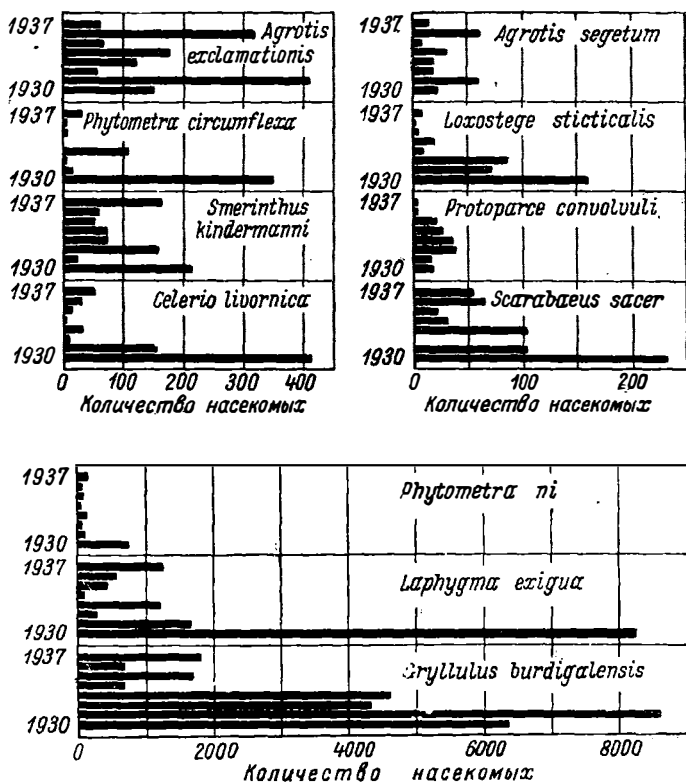 1937
Agrotis
exclamationis
Phytometra circumflexa
1937
1930
Smerinthus
kindermanni
1937
1930
Celerio livornica
1930
0 100 200 300 400
Количество насекомых
1937
Agrotis segetum
1930
Loxostege sticticalis
1937
1930
Protoparce convolvuli
1937
1930
Scarabaeus sacer
1937
1930
0 100 200
Количество насекомых
1937
Phytometra ni
1930
1937
Laphygma exigua
1930
1937
Gryllulus burdigalensis
1930
0 2000 4000 6000 8000
Количество насекомых